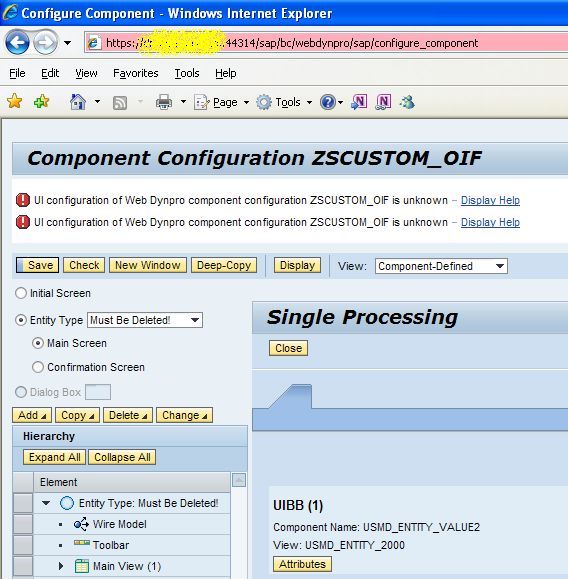 Configure Component - Windows Internet Explorer
https:/ .44314/sap/bc/webdynpro/sap/configure_component
File Edit View Favorites Tools Help
Page Tools
Component Configuration ZSCUSTOM_OIF
UI configuration of Web Dynpro component configuration ZSCUSTOM_OIF is unknown – Display Help
UI configuration of Web Dynpro component configuration ZSCUSTOM_OIF is unknown – Display Help
Save Check New Window Deep-Copy Display View: Component-Defined
Initial Screen
Entity Type Must Be Deleted!
Main Screen
Confirmation Screen
Dialog Box
Single Processing
Close
Add Copy Delete Change
Hierarchy
Expand All Collapse All
Element
Entity Type: Must Be Deleted!
Wire Model
Toolbar
Main View (1)
UIBB (1)
Component Name: USMD_ENTITY_VALUE2
View: USMD_ENTITY_2000
Attributes